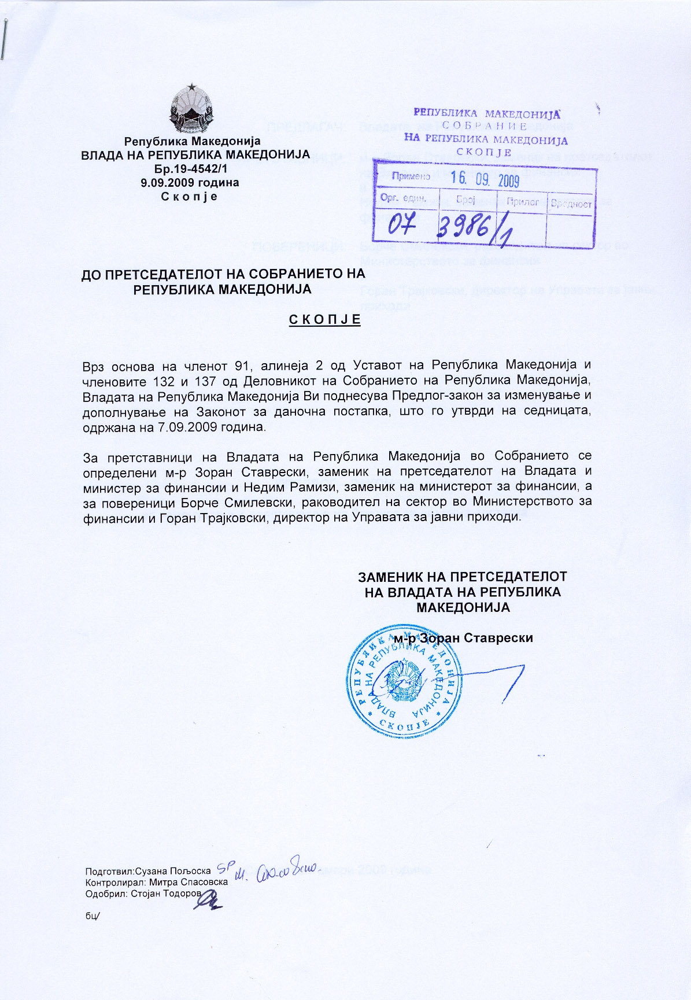 Република Македонија
ВЛАДА НА РЕПУБЛИКА МАКЕДОНИЈА
Бр.19-4542/1
9.09.2009 година
С к о п ј е
РЕПУБЛИКА МАКЕДОНИЈА
СОБРАНИЕ
НА РЕПУБЛИКА МАКЕДОНИЈА
СКОПЈЕ
Примено 16. 09. 2009
Орг. един. Број Прилог Вредност
07 3986/1
ДО ПРЕТСЕДАТЕЛОТ НА СОБРАНИЕТО НА
РЕПУБЛИКА МАКЕДОНИЈА
С К О П Ј Е
Врз основа на членот 91, алинеја 2 од Уставот на Република Македонија и
членовите 132 и 137 од Деловникот на Собранието на Република Македонија,
Владата на Република Македонија Ви поднесува Предлог-закон за изменување и
дополнување на Законот за даночна постапка, што го утврди на седницата,
одржана на 7.09.2009 година.
За претставници на Владата на Република Македонија во Собранието се
определени м-р Зоран Ставрески, заменик на претседателот на Владата и
министер за финансии и Недим Рамизи, заменик на министерот за финансии, а
за повереници Борче Смилевски, раководител на сектор во Министерството за
финансии и Горан Трајковски, директор на Управата за јавни приходи.
ЗАМЕНИК НА ПРЕТСЕДАТЕЛОТ
НА ВЛАДАТА НА РЕПУБЛИКА
МАКЕДОНИЈА
м-р Зоран Ставрески
РЕПУБЛИКА МАКЕДОНИЈА
ВЛАДА НА РЕПУБЛИКА МАКЕДОНИЈА
* СКОПЈЕ *
Подготвил:Сузана Пољоска
Контролирал: Митра Спасовска
Одобрил: Стојан Тодоров
бц/